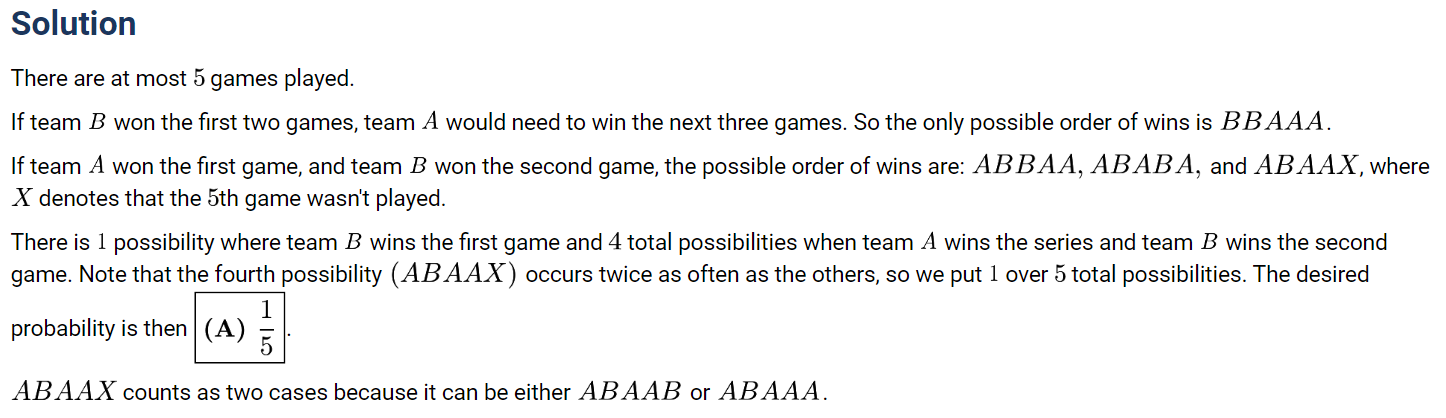 Solution
There are at most 5 games played.
If team B won the first two games, team A would need to win the next three games. So the only possible order of wins is BBAAA.
If team A won the first game, and team B won the second game, the possible order of wins are: ABBAA, ABABA, and ABAAX, where
X denotes that the 5th game wasn't played.
There is 1 possibility where team B wins the first game and 4 total possibilities when team A wins the series and team B wins the second
game. Note that the fourth possibility (ABAAX) occurs twice as often as the others, so we put 1 over 5 total possibilities. The desired
probability is then (A) 1/5.
ABAAX counts as two cases because it can be either ABAAB or ABAAA.